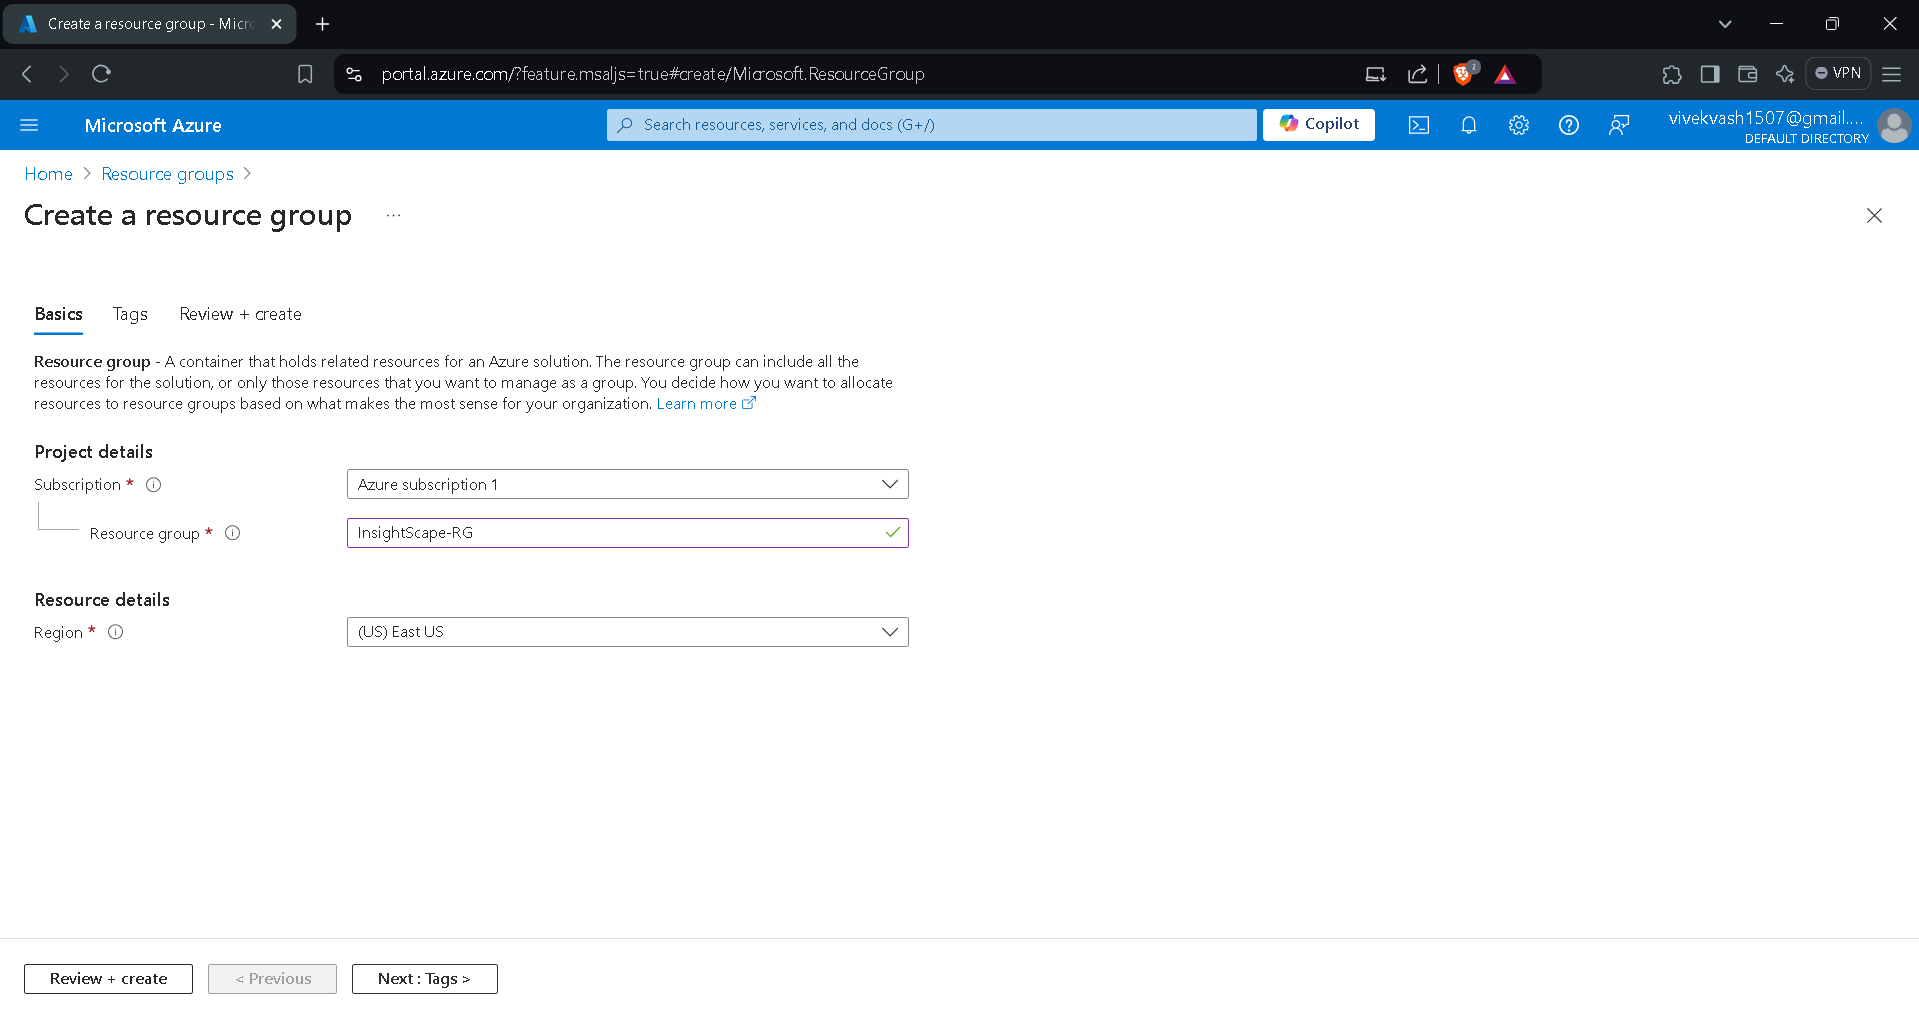 Create a resource group - Micr
portal.azure.com/?feature.msaljs=true#create/Microsoft.ResourceGroup
2
VPN
Microsoft Azure
Search resources, services, and docs (G+/)
Copilot
vivekvash1507@gmail....
DEFAULT DIRECTORY
Home > Resource groups >
Create a resource group ...
Basics Tags Review + create
Resource group - A container that holds related resources for an Azure solution. The resource group can include all the
resources for the solution, or only those resources that you want to manage as a group. You decide how you want to allocate
resources to resource groups based on what makes the most sense for your organization. Learn more
Project details
Subscription *
Azure subscription 1
Resource group *
InsightScape-RG
Resource details
Region *
(US) East US
Review + create
< Previous
Next : Tags >